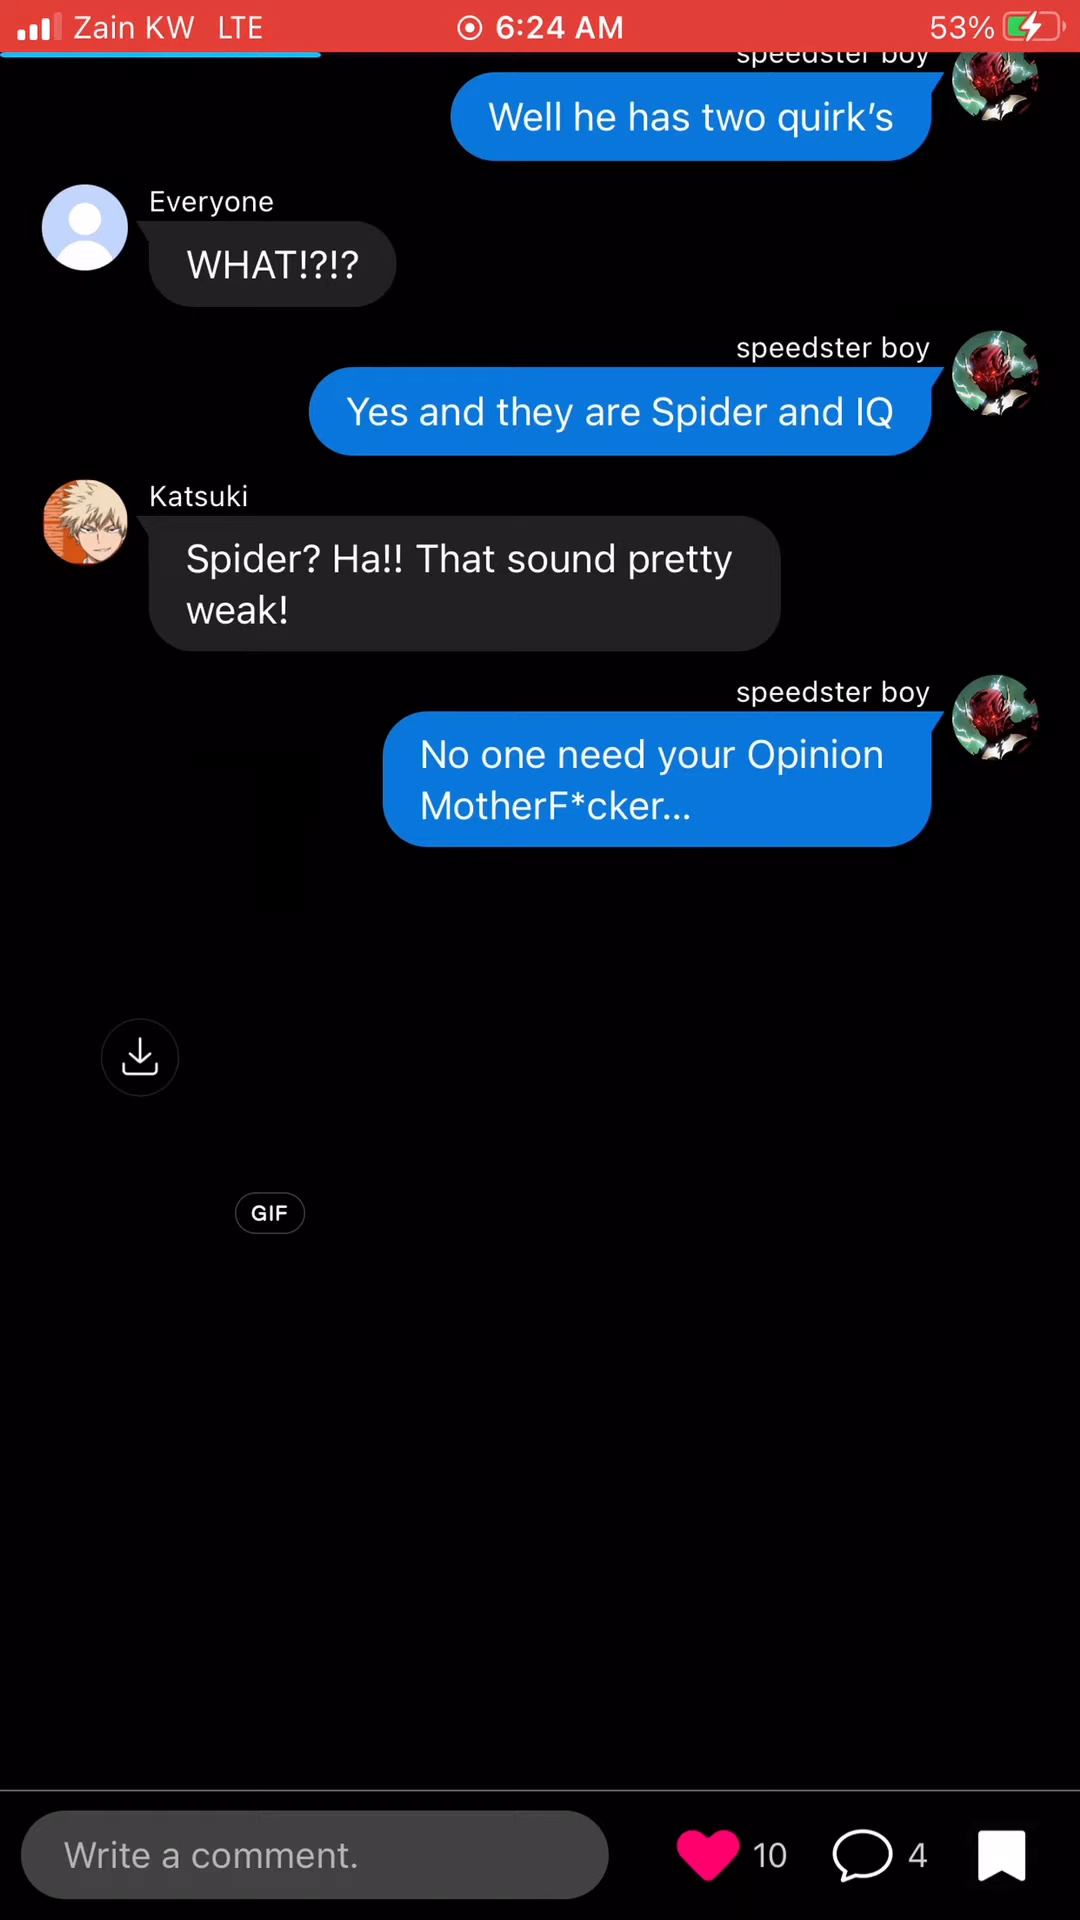 Zain KW LTE 6:24 AM 53%
speedster boy
Well he has two quirk’s
Everyone
WHAT!?!?
speedster boy
Yes and they are Spider and IQ
Katsuki
Spider? Ha!! That sound pretty
weak!
speedster boy
No one need your Opinion
MotherF*cker...
GIF
Write a comment. 10 4